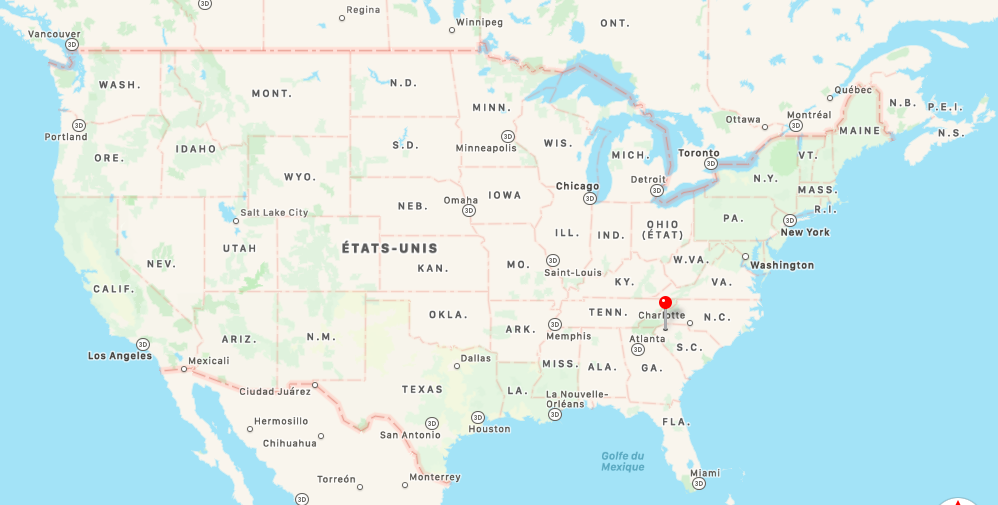 Regina
Winnipeg
ONT.
Vancouver
3D
3D
WASH.
MONT.
N.D.
MINN.
Québec
N.B.
P.E.I.
Montréal
3D
Ottawa
MAINE
N.S.
Portland
3D
ORE.
IDAHO
S.D.
Minneapolis
3D
WIS.
MICH.
Toronto
3D
VT.
WYO.
Chicago
3D
Detroit
3D
N.Y.
MASS.
R.I.
Salt Lake City
NEB.
Omaha
3D
IOWA
OHIO
(ÉTAT)
PA.
3D
New York
UTAH
ÉTATS-UNIS
ILL.
IND.
NEV.
KAN.
MO.
3D
Saint-Louis
W.VA.
Washington
CALIF.
KY.
VA.
OKLA.
TENN.
Charlotte
N.C.
ARIZ.
N.M.
ARK.
3D
Memphis
Atlanta
3D
S.C.
3D
Los Angeles
Mexicali
Dallas
MISS.
ALA.
GA.
Ciudad Juárez
TEXAS
LA.
La Nouvelle-
Orléans
3D
Hermosillo
Chihuahua
3D
San Antonio
3D
Houston
FLA.
Golfe du
Mexique
Torreón
Monterrey
Miami
3D
3D